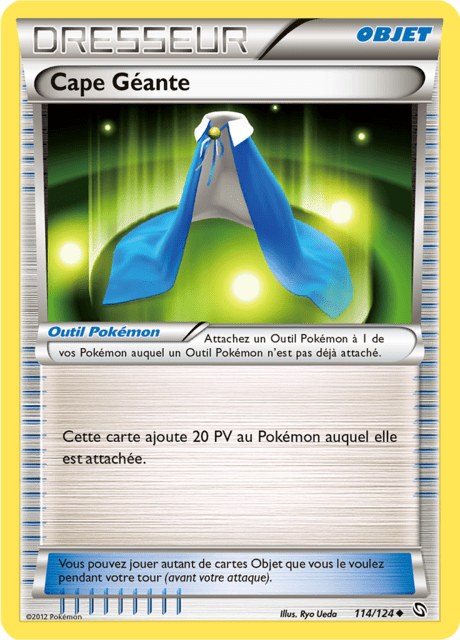 DRESSEUR
OBJET
Cape Géante
Outil Pokémon
Attachez un Outil Pokémon à 1 de
vos Pokémon auquel un Outil Pokémon n'est pas déjà attaché.
Cette carte ajoute 20 PV au Pokémon auquel elle
est attachée.
Vous pouvez jouer autant de cartes Objet que vous le voulez
pendant votre tour (avant votre attaque).
©2012 Pokémon
Illus. Ryo Ueda
114/124